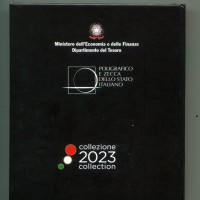 Ministero dell'Economia e delle Finanze
Dipartimento del Tesoro
POLIGRAFICO
E ZECCA
DELLO STATO
ITALIANO
collezione
2023
collection